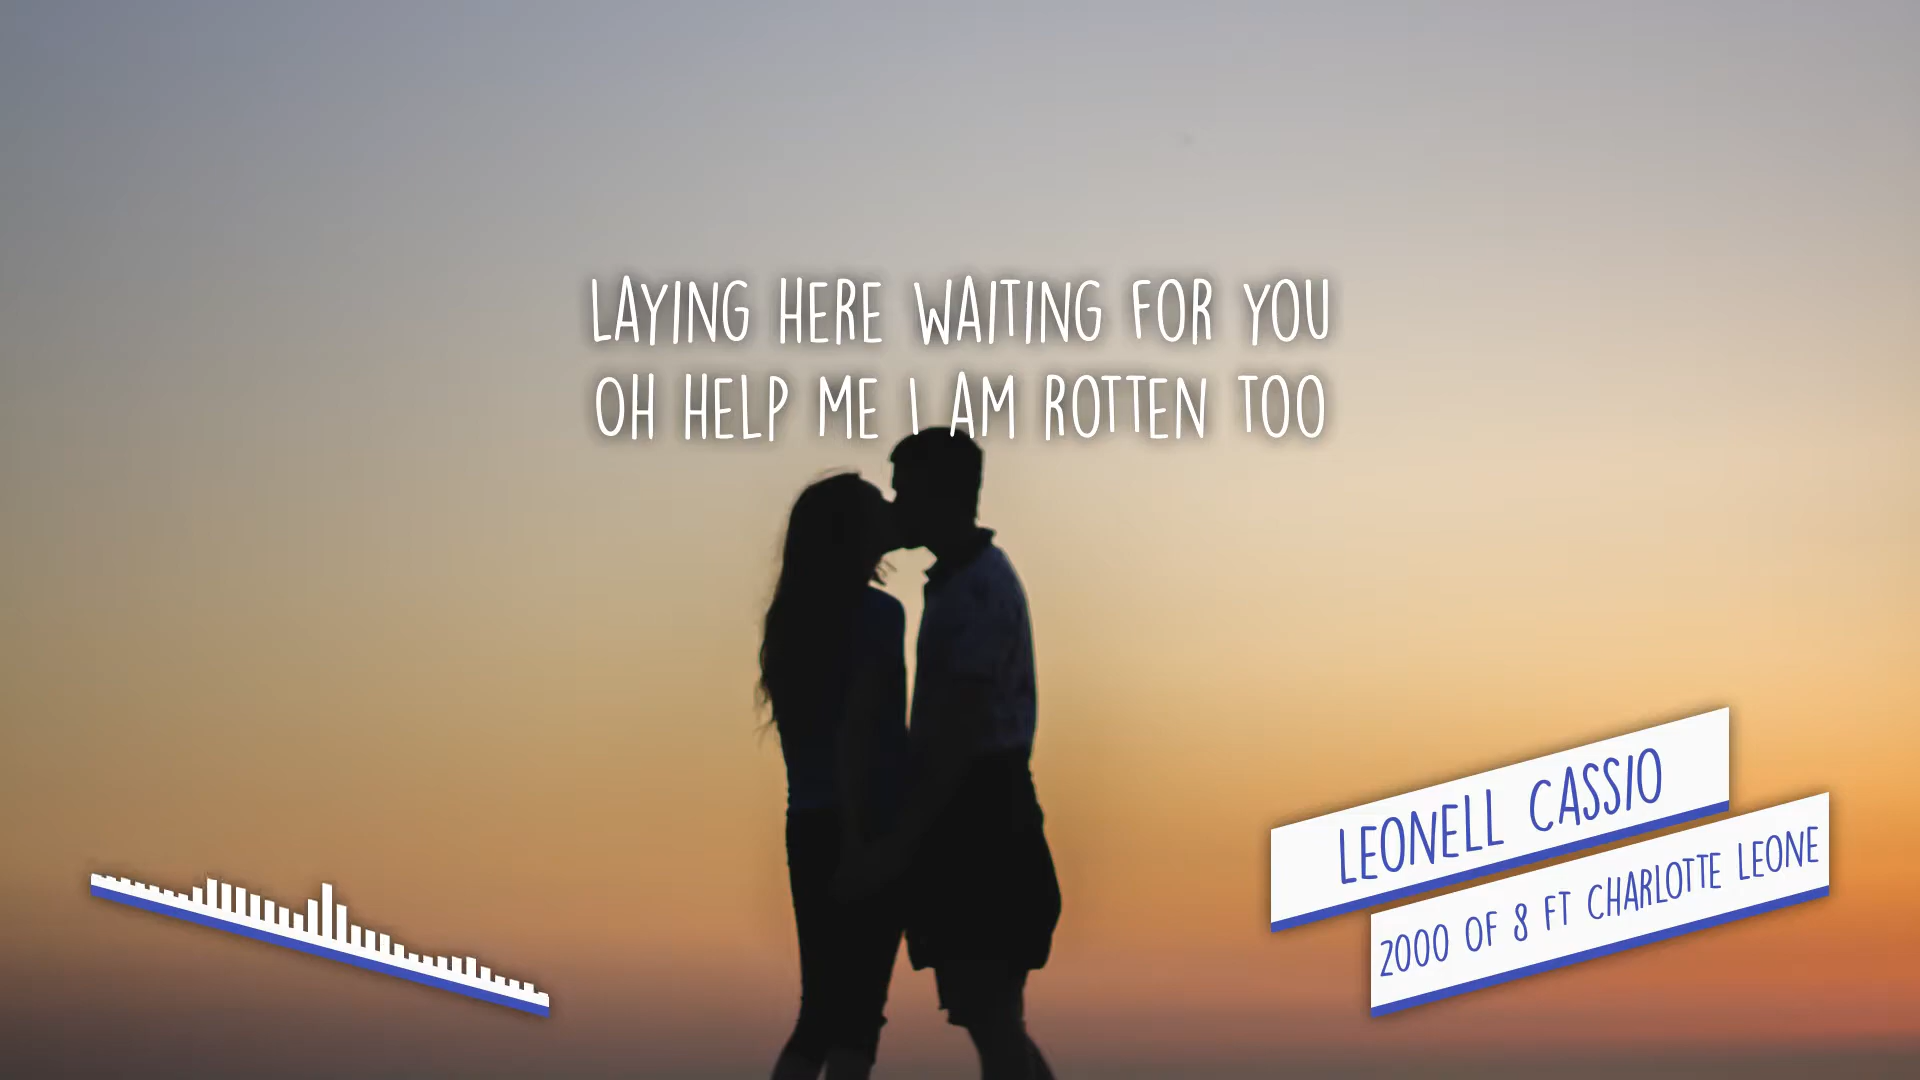 LAYING HERE WAITING FOR YOU
OH HELP ME I AM ROTTEN TOO
LEONELL CASSIO
2000 OF 8 FT CHARLOTTE LEONE